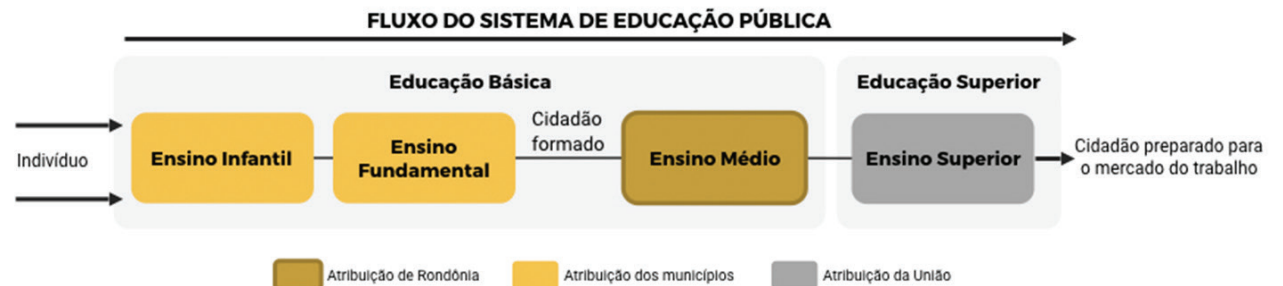 FLUXO DO SISTEMA DE EDUCAÇÃO PÚBLICA
Educação Básica
Educação Superior
Indivíduo
Ensino Infantil
Ensino
Fundamental
Cidadão
formado
Ensino Médio
Ensino Superior
Cidadão preparado para
o mercado do trabalho
Atribuição de Rondônia
Atribuição dos municípios
Atribuição da União